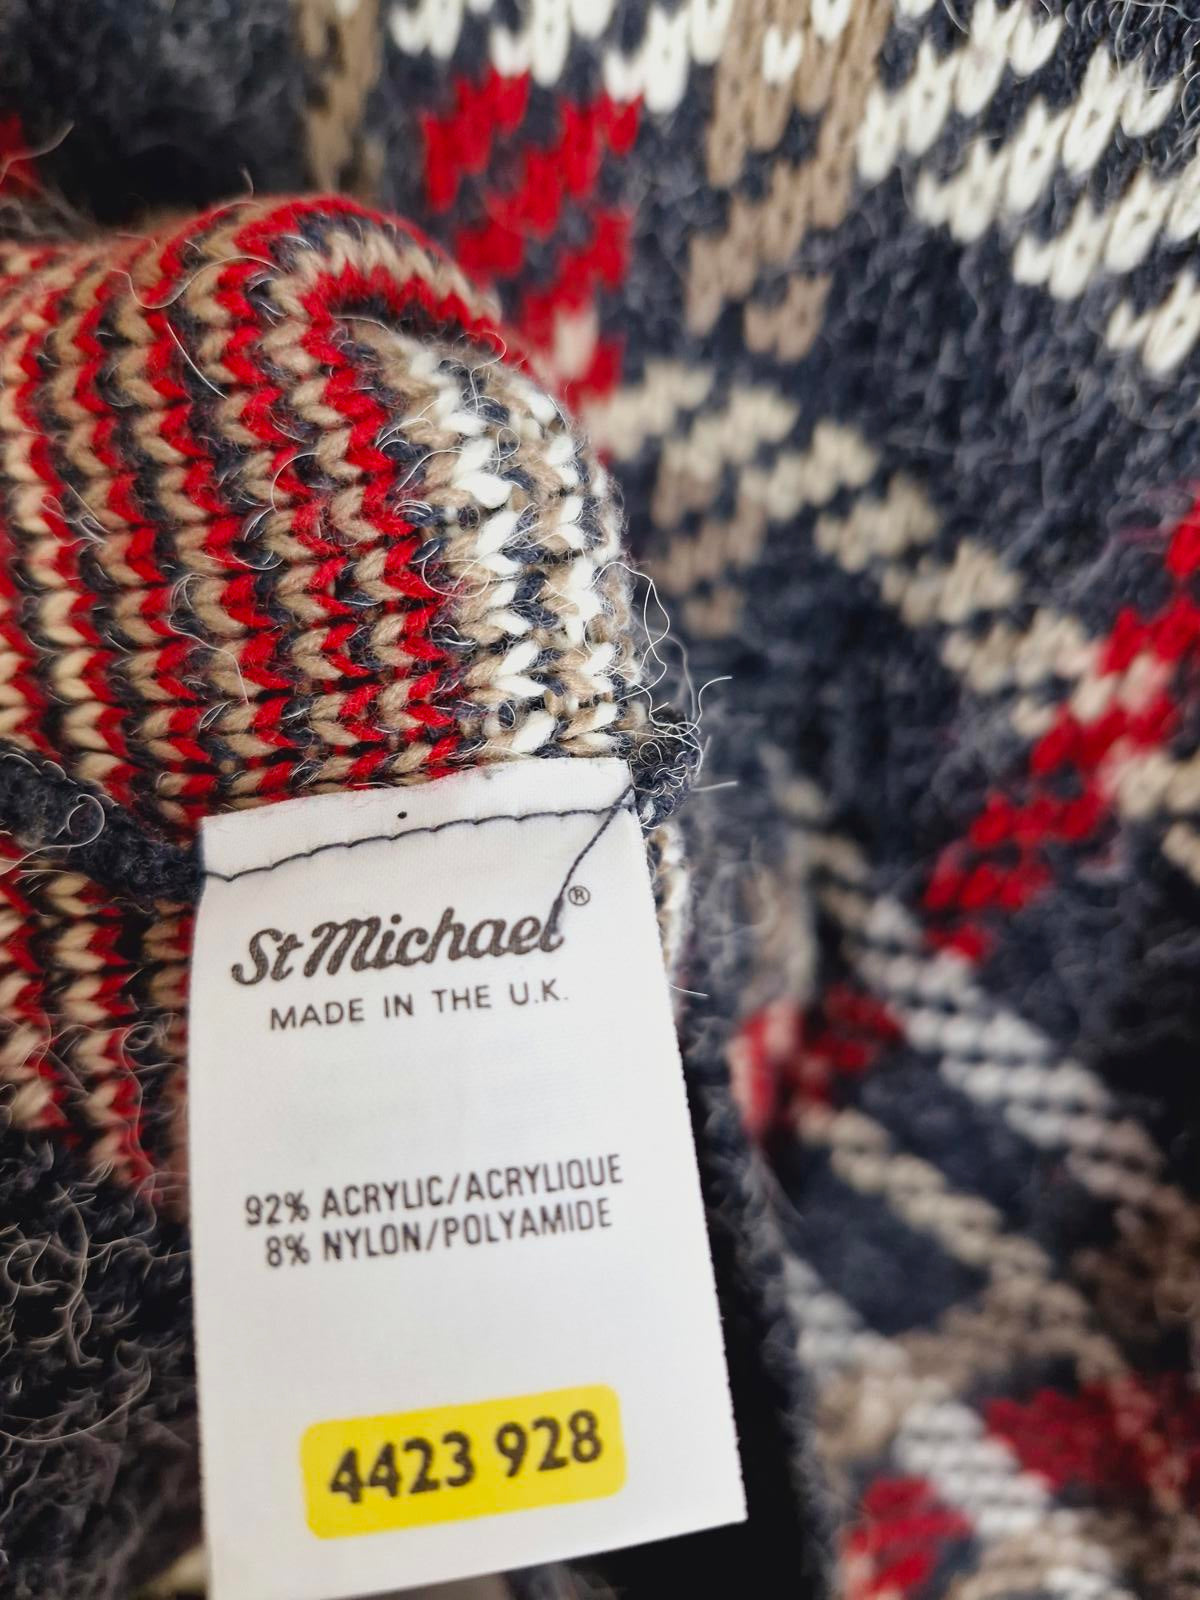 St Michael®
MADE IN THE U.K.
92% ACRYLIC/ACRYLIQUE
8% NYLON/POLYAMIDE
4423 928